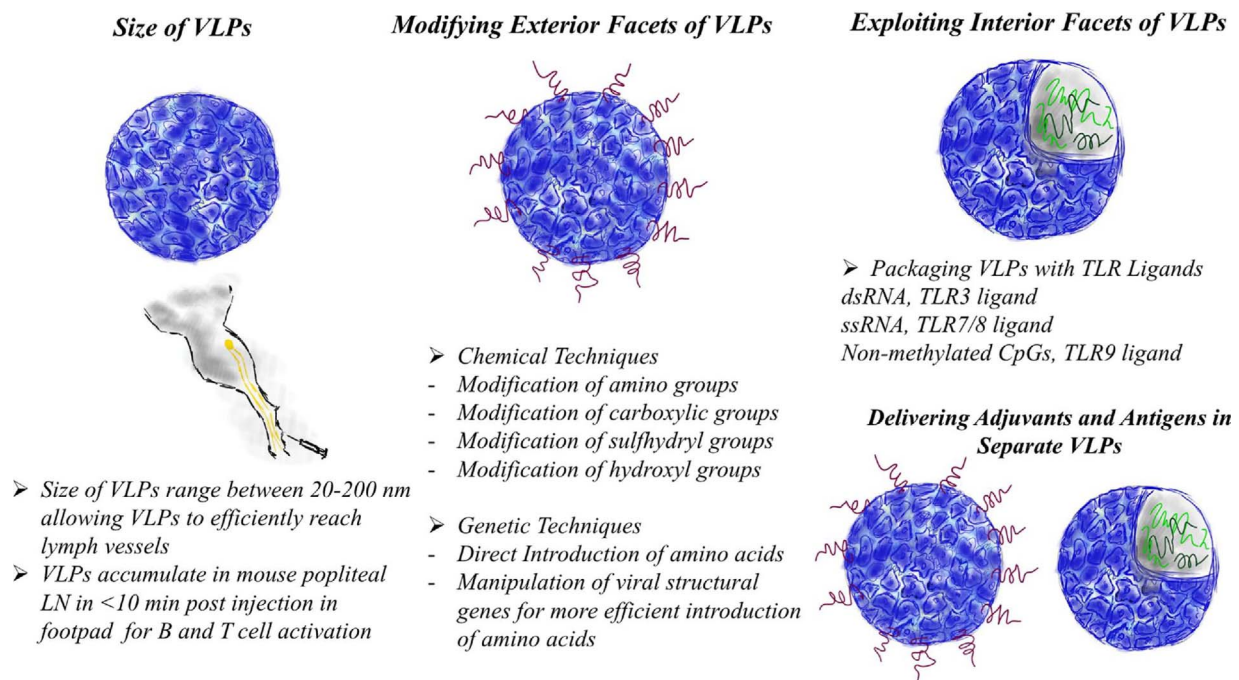 Size of VLPs
➢ Size of VLPs range between 20-200 nm
allowing VLPs to efficiently reach
lymph vessels
➢ VLPs accumulate in mouse popliteal
LN in <10 min post injection in
footpad for B and T cell activation
Modifying Exterior Facets of VLPs
➢ Chemical Techniques
- Modification of amino groups
- Modification of carboxylic groups
- Modification of sulfhydryl groups
- Modification of hydroxyl groups
➢ Genetic Techniques
- Direct Introduction of amino acids
- Manipulation of viral structural
genes for more efficient introduction
of amino acids
Exploiting Interior Facets of VLPs
➢ Packaging VLPs with TLR Ligands
dsRNA, TLR3 ligand
ssRNA, TLR7/8 ligand
Non-methylated CpGs, TLR9 ligand
Delivering Adjuvants and Antigens in
Separate VLPs